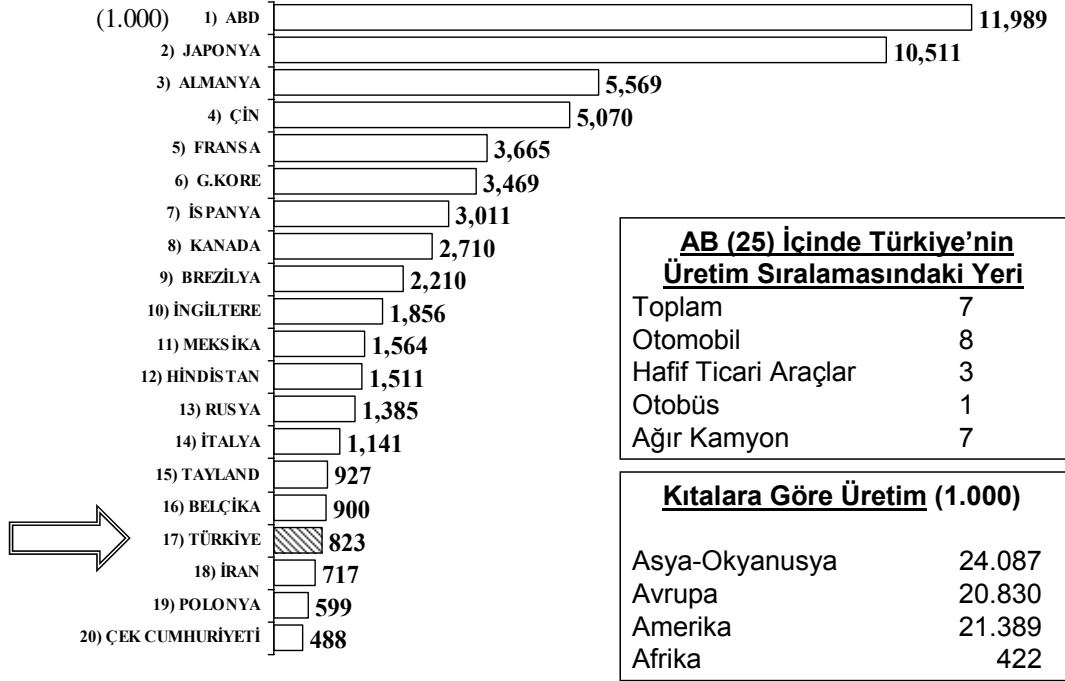 (1.000)
1) ABD 11,989
2) JAPONYA 10,511
3) ALMANYA 5,569
4) ÇİN 5,070
5) FRANSA 3,665
6) G.KORE 3,469
7) İSPANYA 3,011
8) KANADA 2,710
9) BREZİLYA 2,210
10) İNGİLTERE 1,856
11) MEKSİKA 1,564
12) HİNDİSTAN 1,511
13) RUSYA 1,385
14) İTALYA 1,141
15) TAYLAND 927
16) BELÇİKA 900
17) TÜRKİYE 823
18) İRAN 717
19) POLONYA 599
20) ÇEK CUMHURİYETİ 488
AB (25) İçinde Türkiye’nin
Üretim Sıralamasındaki Yeri
Toplam 7
Otomobil 8
Hafif Ticari Araçlar 3
Otobüs 1
Ağır Kamyon 7
Kıtalara Göre Üretim (1.000)
Asya-Okyanusya 24.087
Avrupa 20.830
Amerika 21.389
Afrika 422